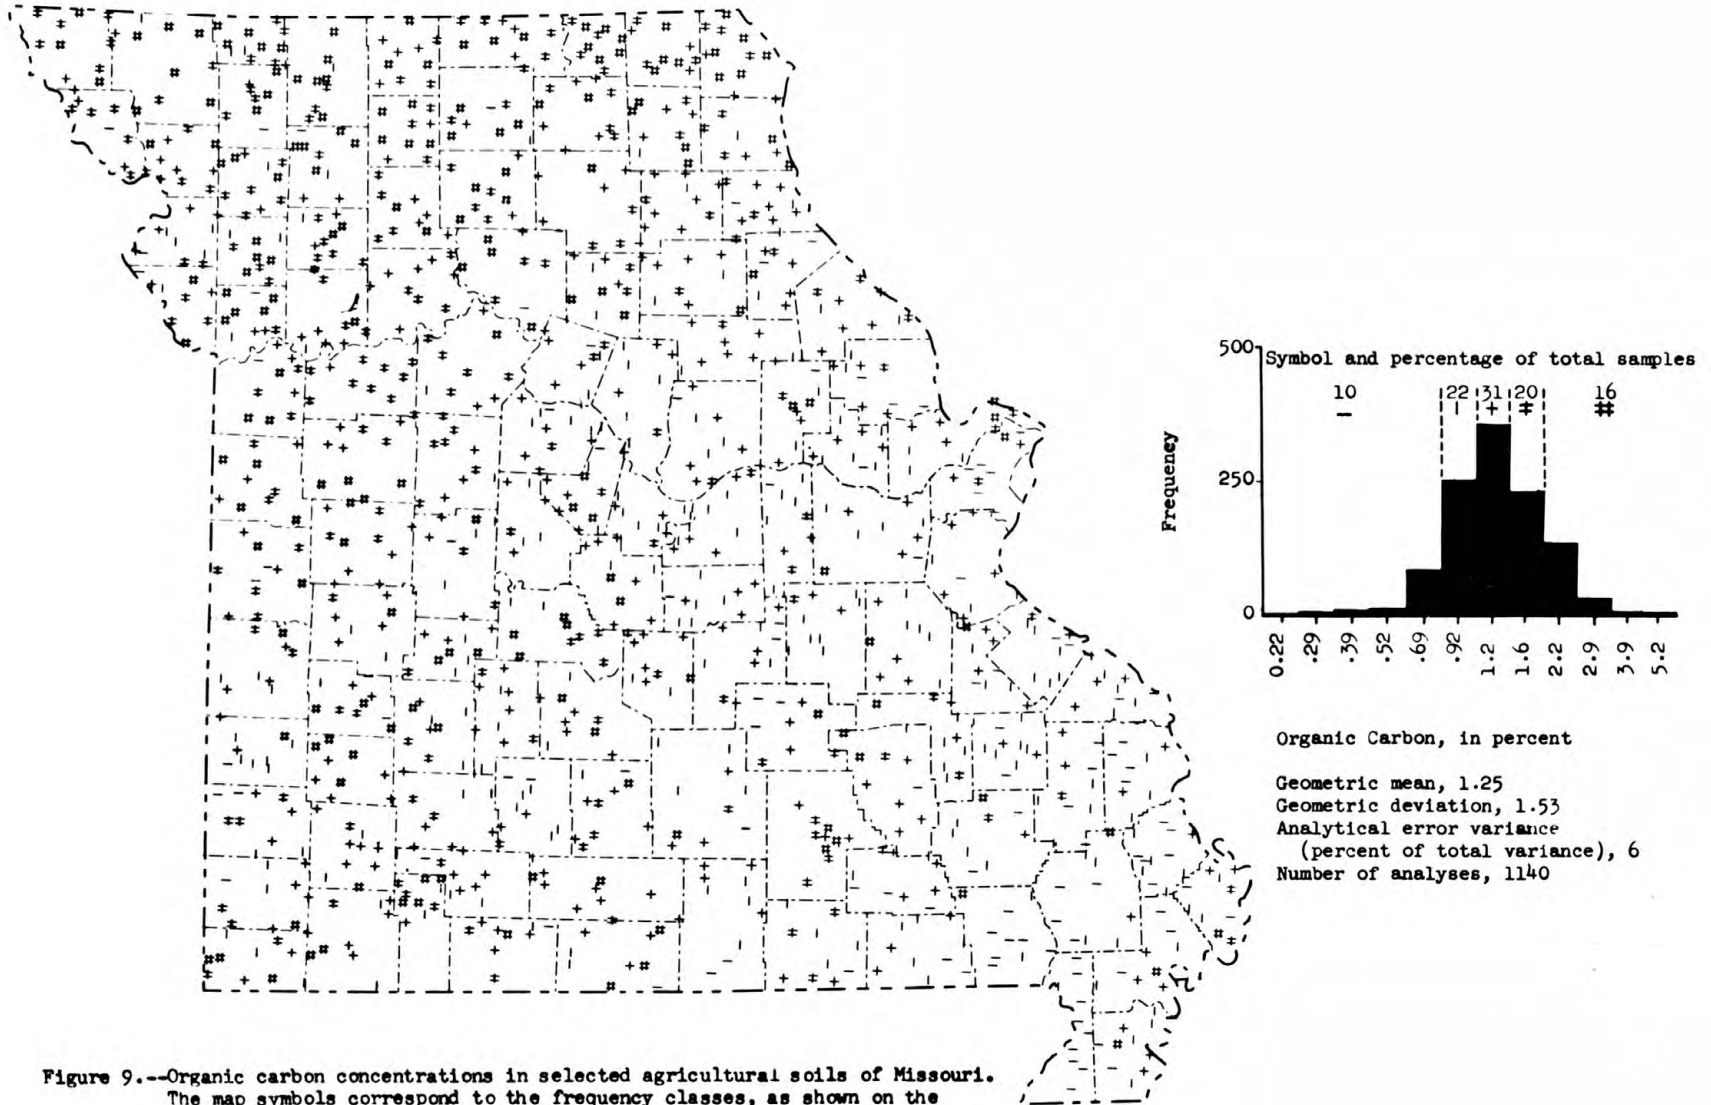 500
Symbol and percentage of total samples
10 22 31 20 16
250
Frequency
0
0.22 .29 .39 .52 .69 .92 1.2 1.6 2.2 2.9 3.9 5.2
Organic Carbon, in percent
Geometric mean, 1.25
Geometric deviation, 1.53
Analytical error variance
(percent of total variance), 6
Number of analyses, 1140
Figure 9.--Organic carbon concentrations in selected agricultural soils of Missouri.
The map symbols correspond to the frequency classes, as shown on the